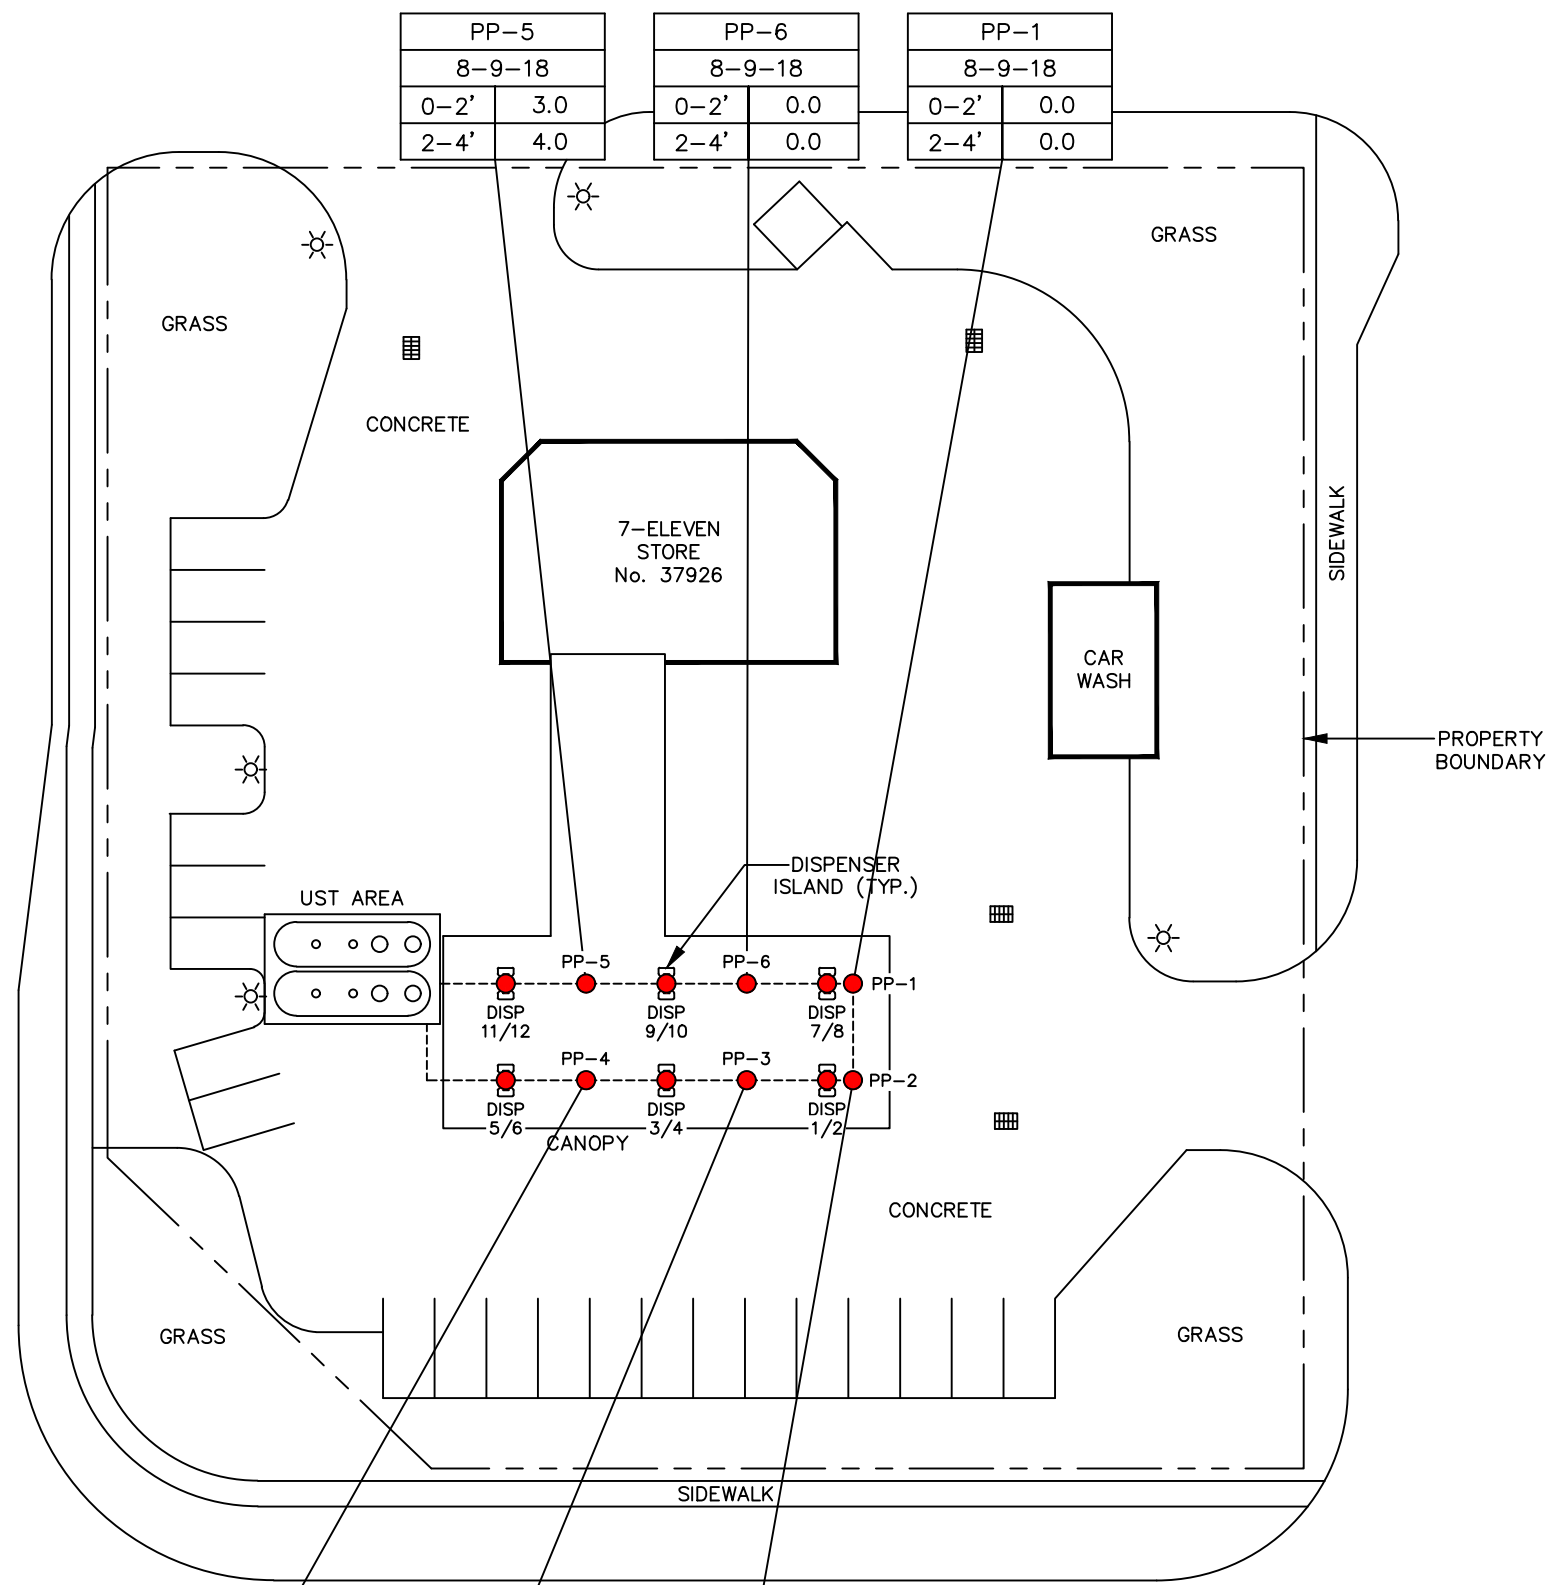 PP-5
8-9-18
0-2' 3.0
2-4' 4.0
PP-6
8-9-18
0-2' 0.0
2-4' 0.0
PP-1
8-9-18
0-2' 0.0
2-4' 0.0
GRASS
GRASS
CONCRETE
SIDEWALK
7-ELEVEN
STORE
No. 37926
CAR
WASH
PROPERTY
BOUNDARY
DISPENSER
ISLAND (TYP.)
UST AREA
PP-5
PP-6
PP-1
DISP
11/12
DISP
9/10
DISP
7/8
PP-4
PP-3
PP-2
DISP
5/6
DISP
3/4
DISP
1/2
CANOPY
CONCRETE
GRASS
GRASS
SIDEWALK